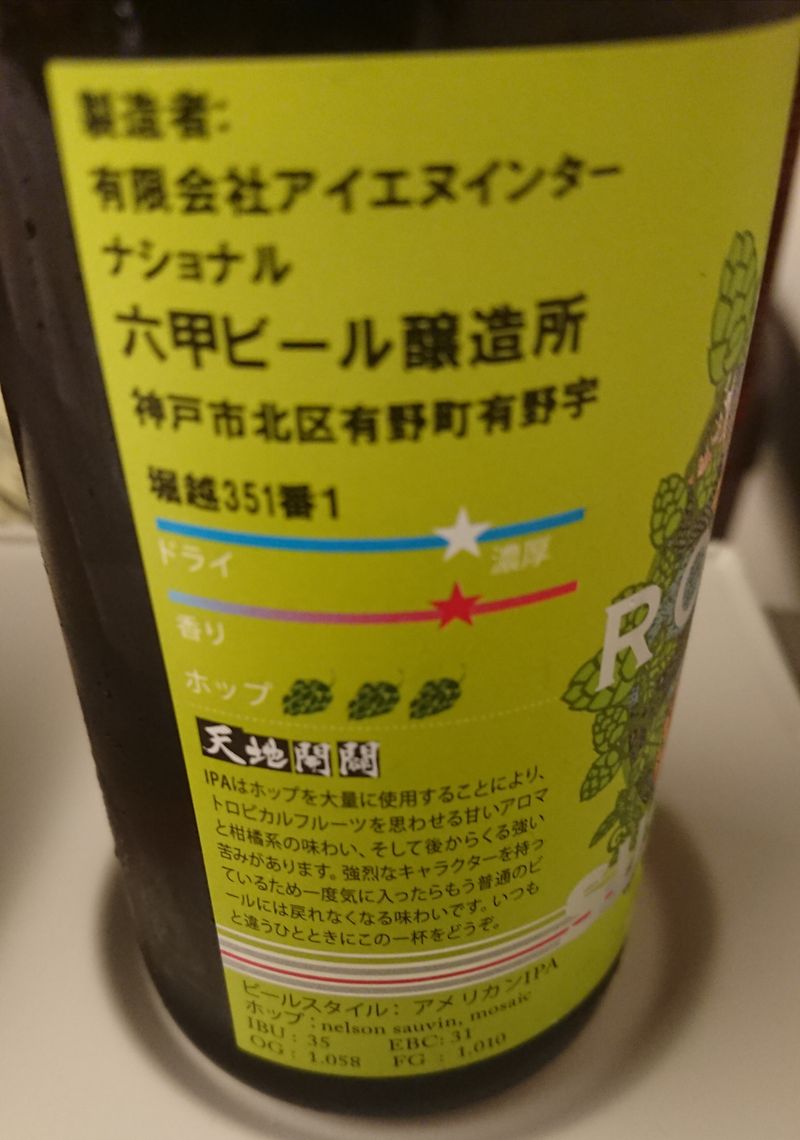 製造者:
有限会社アイエヌインター
ナショナル
六甲ビール醸造所
神戸市北区有野町有野字
堀越351番1
ドライ 濃厚
香り
ホップ
天地開闢
IPAはホップを大量に使用することにより、
トロピカルフルーツを思わせる甘いアロマ
と柑橘系の味わい、そして後からくる強い
苦みがあります。強烈なキャラクターを持っ
ているため一度気に入ったらもう普通のビ
ールには戻れなくなる味わいです。いつも
と違うひとときにこの一杯をどうぞ。
ビールスタイル: アメリカンIPA
ホップ:nelson sauvin, mosaic
IBU : 35 EBC: 31
OG : 1.058 FG : 1.010